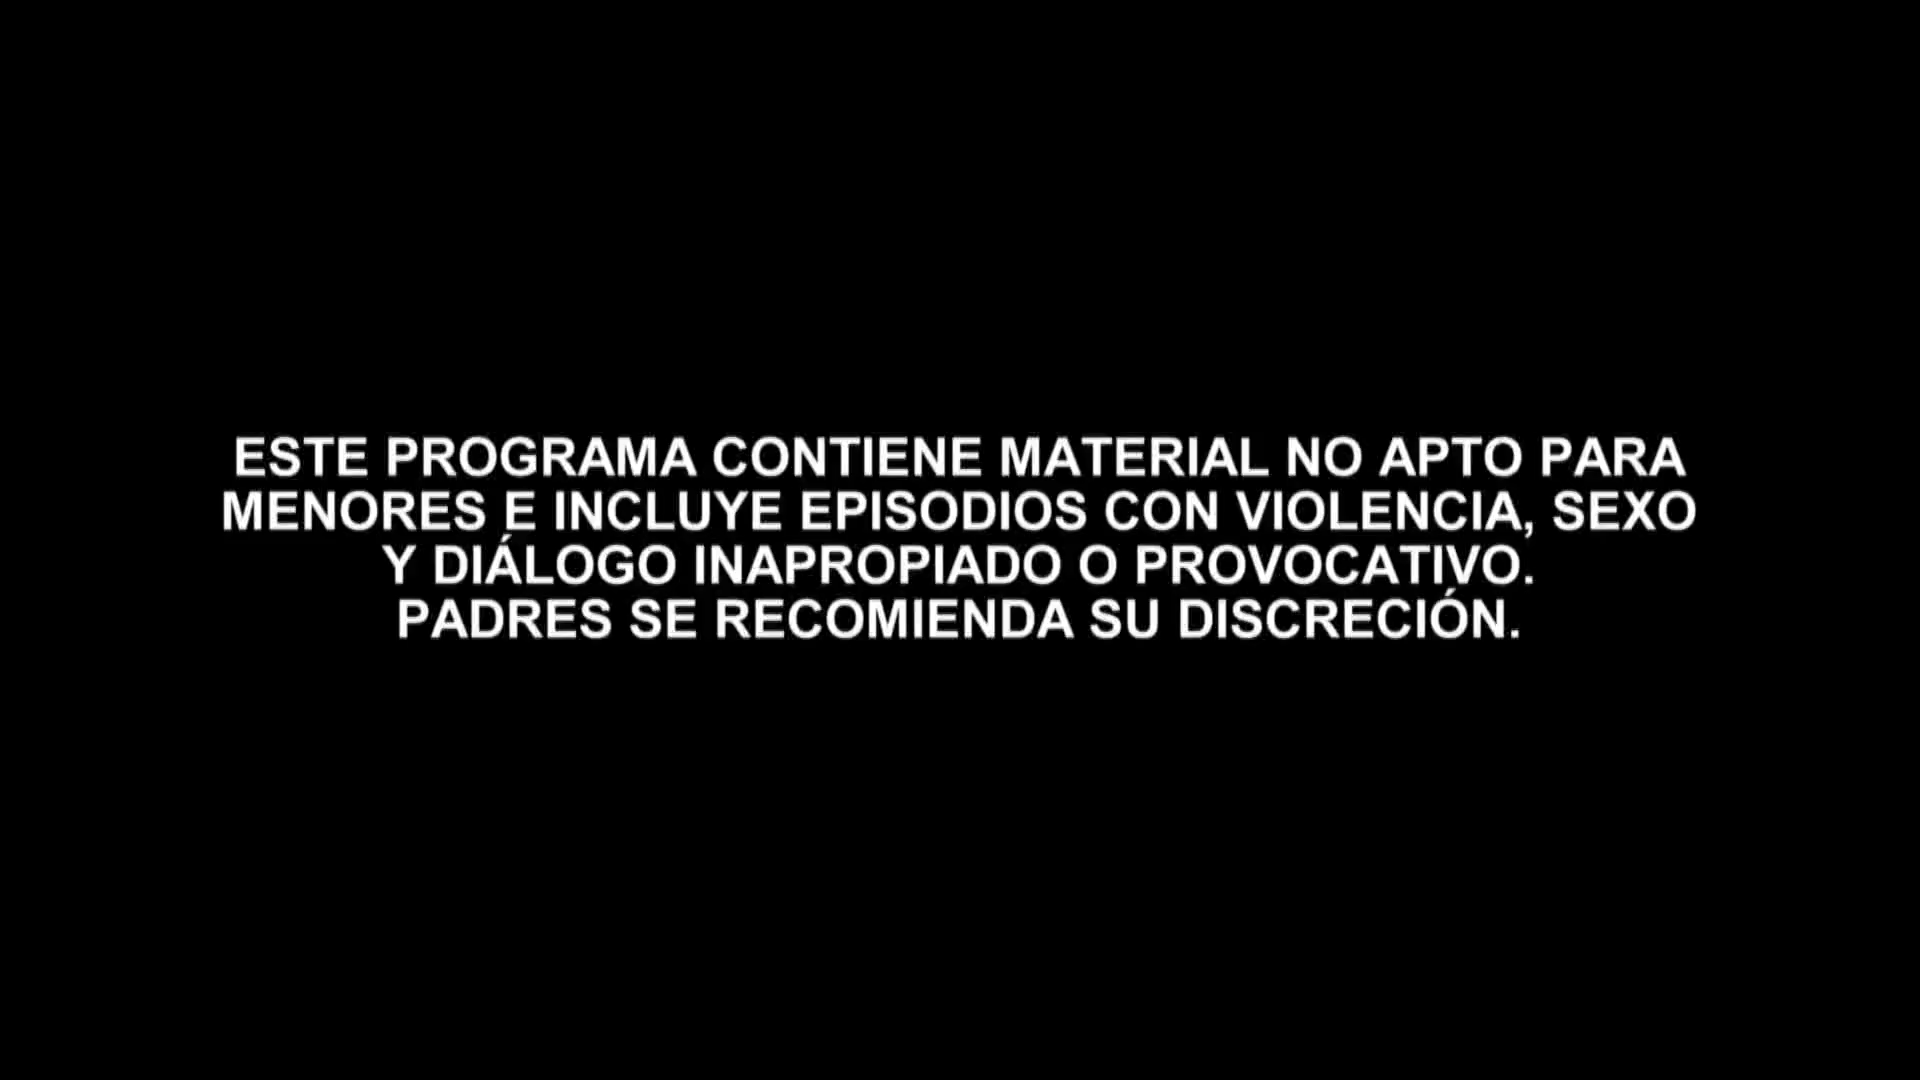 ESTE PROGRAMA CONTIENE MATERIAL NO APTO PARA
MENORES E INCLUYE EPISODIOS CON VIOLENCIA, SEXO
Y DIÁLOGO INAPROPIADO O PROVOCATIVO.
PADRES SE RECOMIENDA SU DISCRECIÓN.